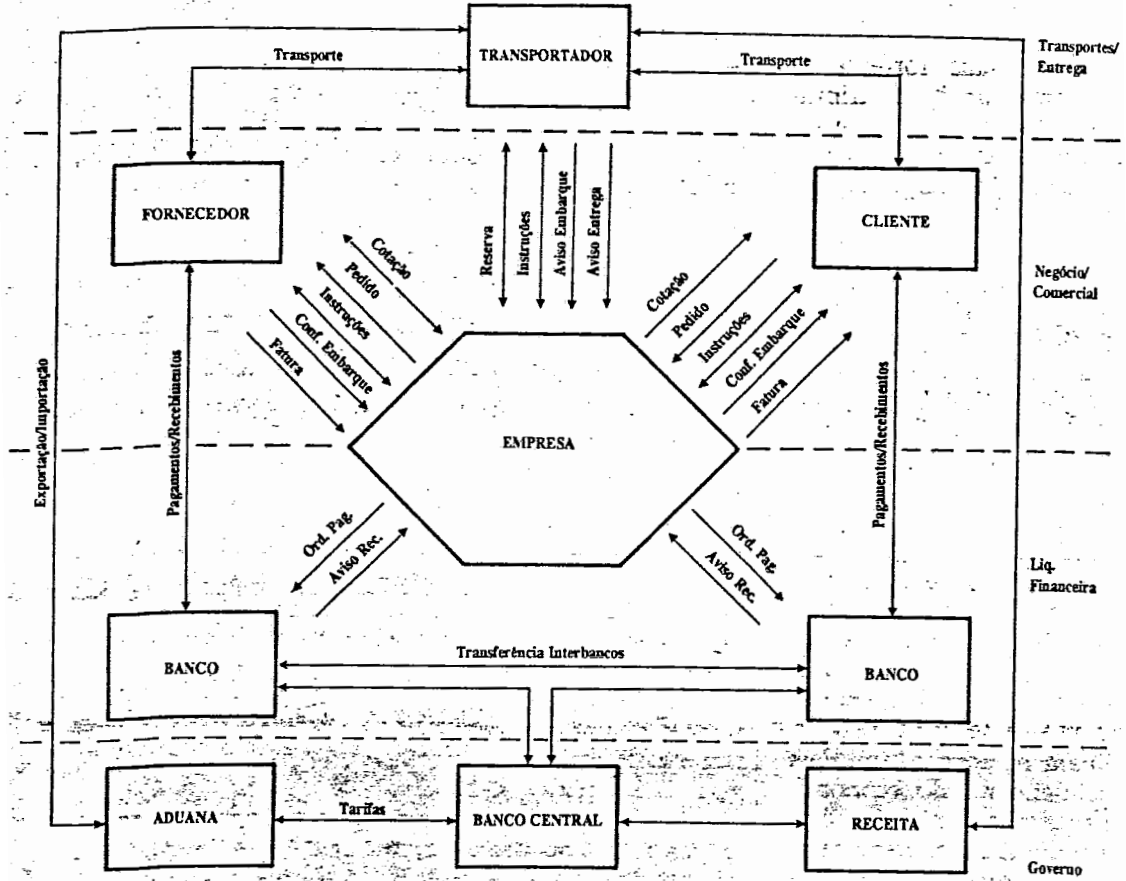 TRANSPORTADOR
Transporte
Transporte
Transportes/
Entrega
FORNECEDOR
CLIENTE
Reserva
Instruções
Aviso Embarque
Aviso Entrega
Cotação
Pedido
Instruções
Conf. Embarque
Fatura
Cotação
Pedido
Instruções
Conf. Embarque
Fatura
Negócio/
Comercial
Exportação/Importação
Pagamentos/Recebimentos
EMPRESA
Pagamentos/Recebimentos
Ord. Pag.
Aviso Rec.
Ord. Pag.
Aviso Rec.
Liq.
Financeira
BANCO
Transferência Interbancos
BANCO
ADUANA
Tarifas
BANCO CENTRAL
RECEITA
Governo